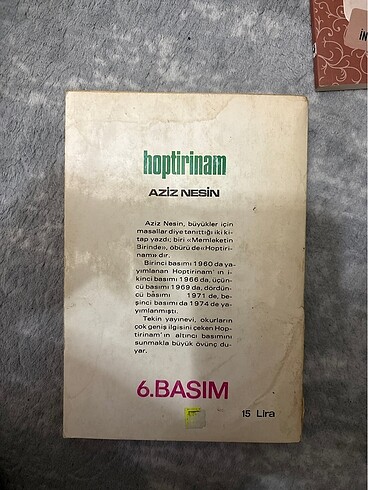 İN
hoptirinam
AZİZ NESİN
Aziz Nesin, büyükler için
masallar diye tanıttığı iki ki-
tap yazdı; biri «Memleketin
Birinde», öbürü de «Hoptiri-
nam» dır.
Birinci basımı 1960 da ya-
yımlanan Hoptirinam' ın i-
kinci basımı 1966 da, üçün-
cü basımı 1969 da, dördün-
cü basımı 1971 de, be-
şinci basımı da 1974 de ya-
yımlanmıştı.
Tekin yayınevi, okurların
çok geniş ilgisini çeken Hop-
tirinam'ın altıncı basımını
sunmakla büyük övünç du-
yar.
6.BASIM
15 Lira